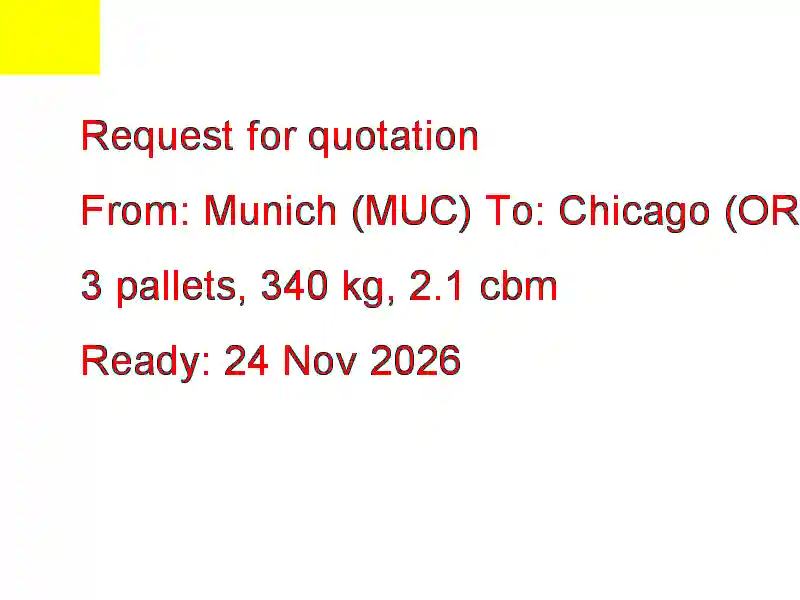 Request for quotation
From: Munich (MUC) To: Chicago (OR
3 pallets, 340 kg, 2.1 cbm
Ready: 24 Nov 2026